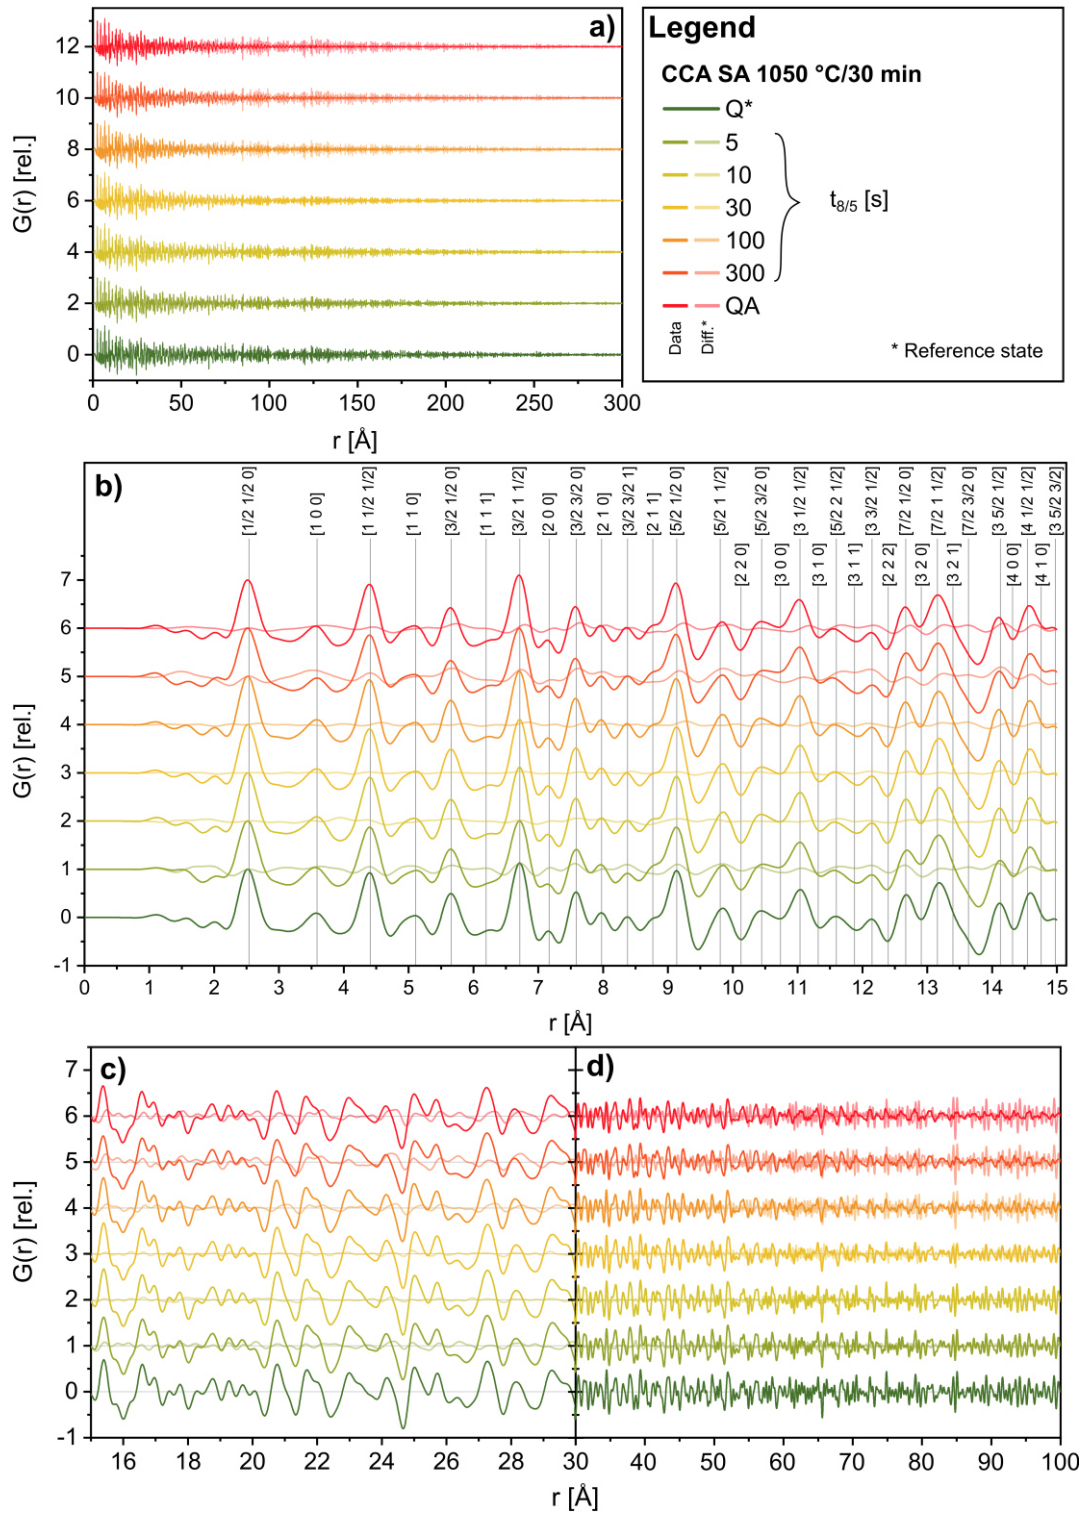 a)
12
10
8
6
4
2
0
G(r) [rel.]
0 50 100 150 200 250 300
r [Å]
Legend
CCA SA 1050 °C/30 min
Q*
5
10
30
100
300
QA
t8/5 [s]
Data
Diff.*
* Reference state
b)
[1/2 1/2 0]
[1 0 0]
[1 1/2 1/2]
[1 1 0]
[3/2 1/2 0]
[1 1 1]
[3/2 1 1/2]
[2 0 0]
[3/2 3/2 0]
[2 1 0]
[3/2 3/2 1]
[2 1 1]
[5/2 1/2 0]
[5/2 1 1/2]
[2 2 0]
[5/2 3/2 0]
[3 0 0]
[3 1/2 1/2]
[3 1 0]
[5/2 2 1/2]
[3 1 1]
[3 3/2 1/2]
[2 2 2]
[7/2 1/2 0]
[3 2 0]
[7/2 1 1/2]
[3 2 1]
[7/2 3/2 0]
[3 5/2 1/2]
[4 0 0]
[4 1/2 1/2]
[4 1 0]
[3 5/2 3/2]
7
6
5
4
3
2
1
0
-1
G(r) [rel.]
0 1 2 3 4 5 6 7 8 9 10 11 12 13 14 15
r [Å]
c)
d)
7
6
5
4
3
2
1
0
-1
G(r) [rel.]
16 18 20 22 24 26 28 30 40 50 60 70 80 90 100
r [Å]